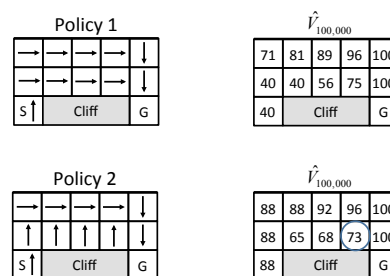 Policy 1
→ → → → ↓
→ → → → ↓
S ↑ Cliff G
V̂100,000
71 81 89 96 100
40 40 56 75 100
40 Cliff G
Policy 2
→ → → → ↓
↑ ↑ ↑ ↑ ↓
S ↑ Cliff G
V̂100,000
88 88 92 96 100
88 65 68 73 100
88 Cliff G